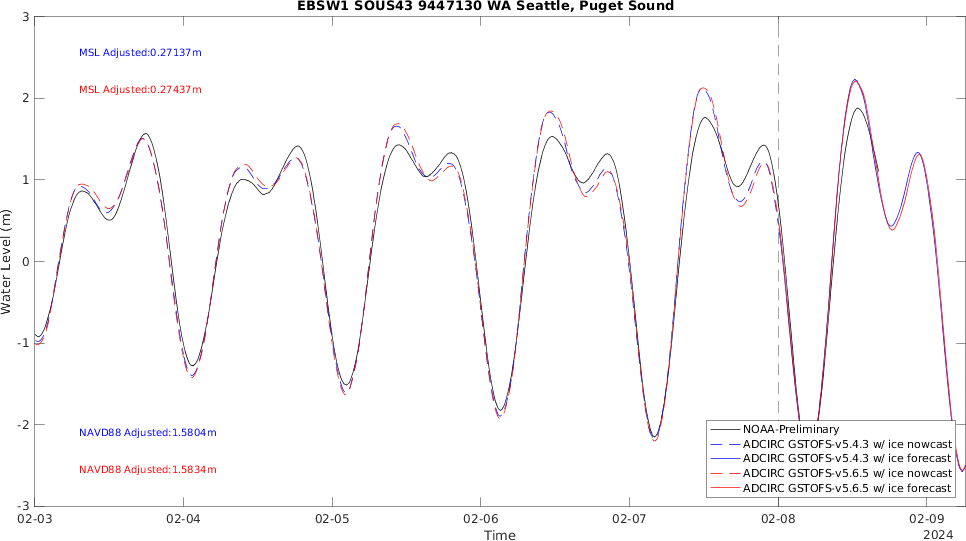 EBSW1 SOUS43 9447130 WA Seattle, Puget Sound
3
2
1
0
-1
-2
-3
Water Level (m)
MSL Adjusted:0.27137m
MSL Adjusted:0.27437m
NAVD88 Adjusted:1.5804m
NAVD88 Adjusted:1.5834m
NOAA-Preliminary
ADCIRC GSTOFS-v5.4.3 w/ ice nowcast
ADCIRC GSTOFS-v5.4.3 w/ ice forecast
ADCIRC GSTOFS-v5.6.5 w/ ice nowcast
ADCIRC GSTOFS-v5.6.5 w/ ice forecast
02-03 02-04 02-05 02-06 02-07 02-08 02-09
Time
2024